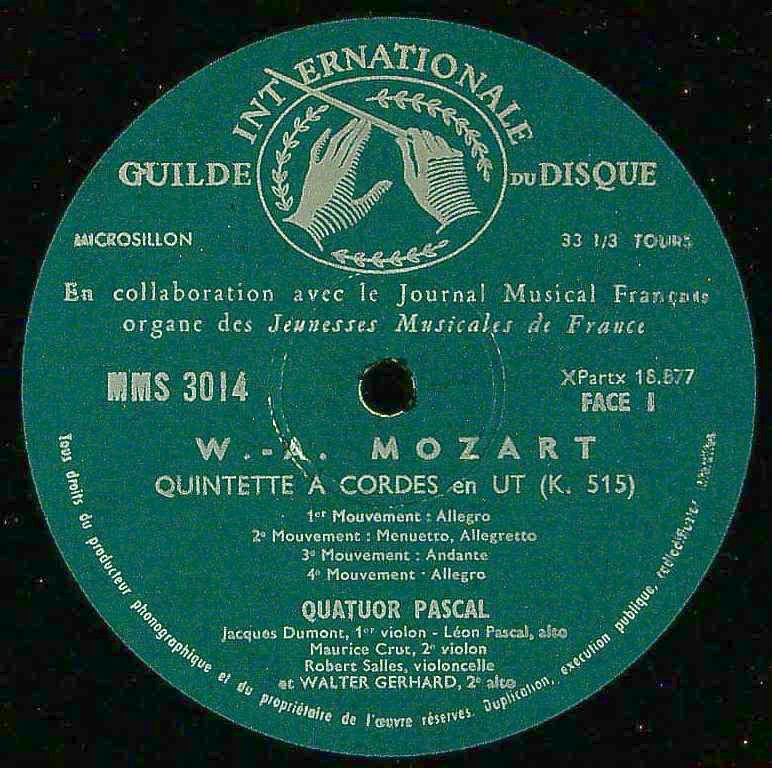 INTERNATIONALE
GUILDE DU DISQUE
MICROSILLON 33 1/3 TOURS
En collaboration avec le Journal Musical Français
organe des Jeunesses Musicales de France
MMS 3014
XPartx 18.877
FACE I
W.-A. MOZART
QUINTETTE A CORDES en UT (K. 515)
1er Mouvement : Allegro
2e Mouvement : Menuetto, Allegretto
3e Mouvement : Andante
4e Mouvement : Allegro
QUATUOR PASCAL
Jacques Dumont, 1er violon - Léon Pascal, alto
Maurice Crut, 2e violon
Robert Salles, violoncelle
et WALTER GERHARD, 2e alto
Tous droits du producteur phonographique et du propriétaire de l'œuvre réservés. Duplication, exécution publique, radiodiffusion interdites